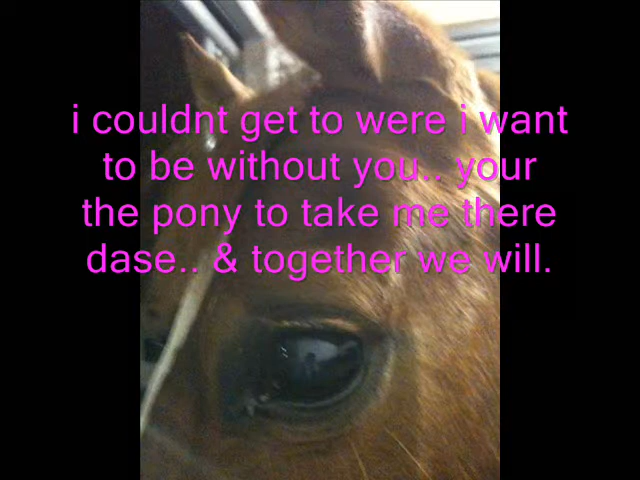 i couldnt get to were i want
to be without you.. your
the pony to take me there
dase.. & together we will.